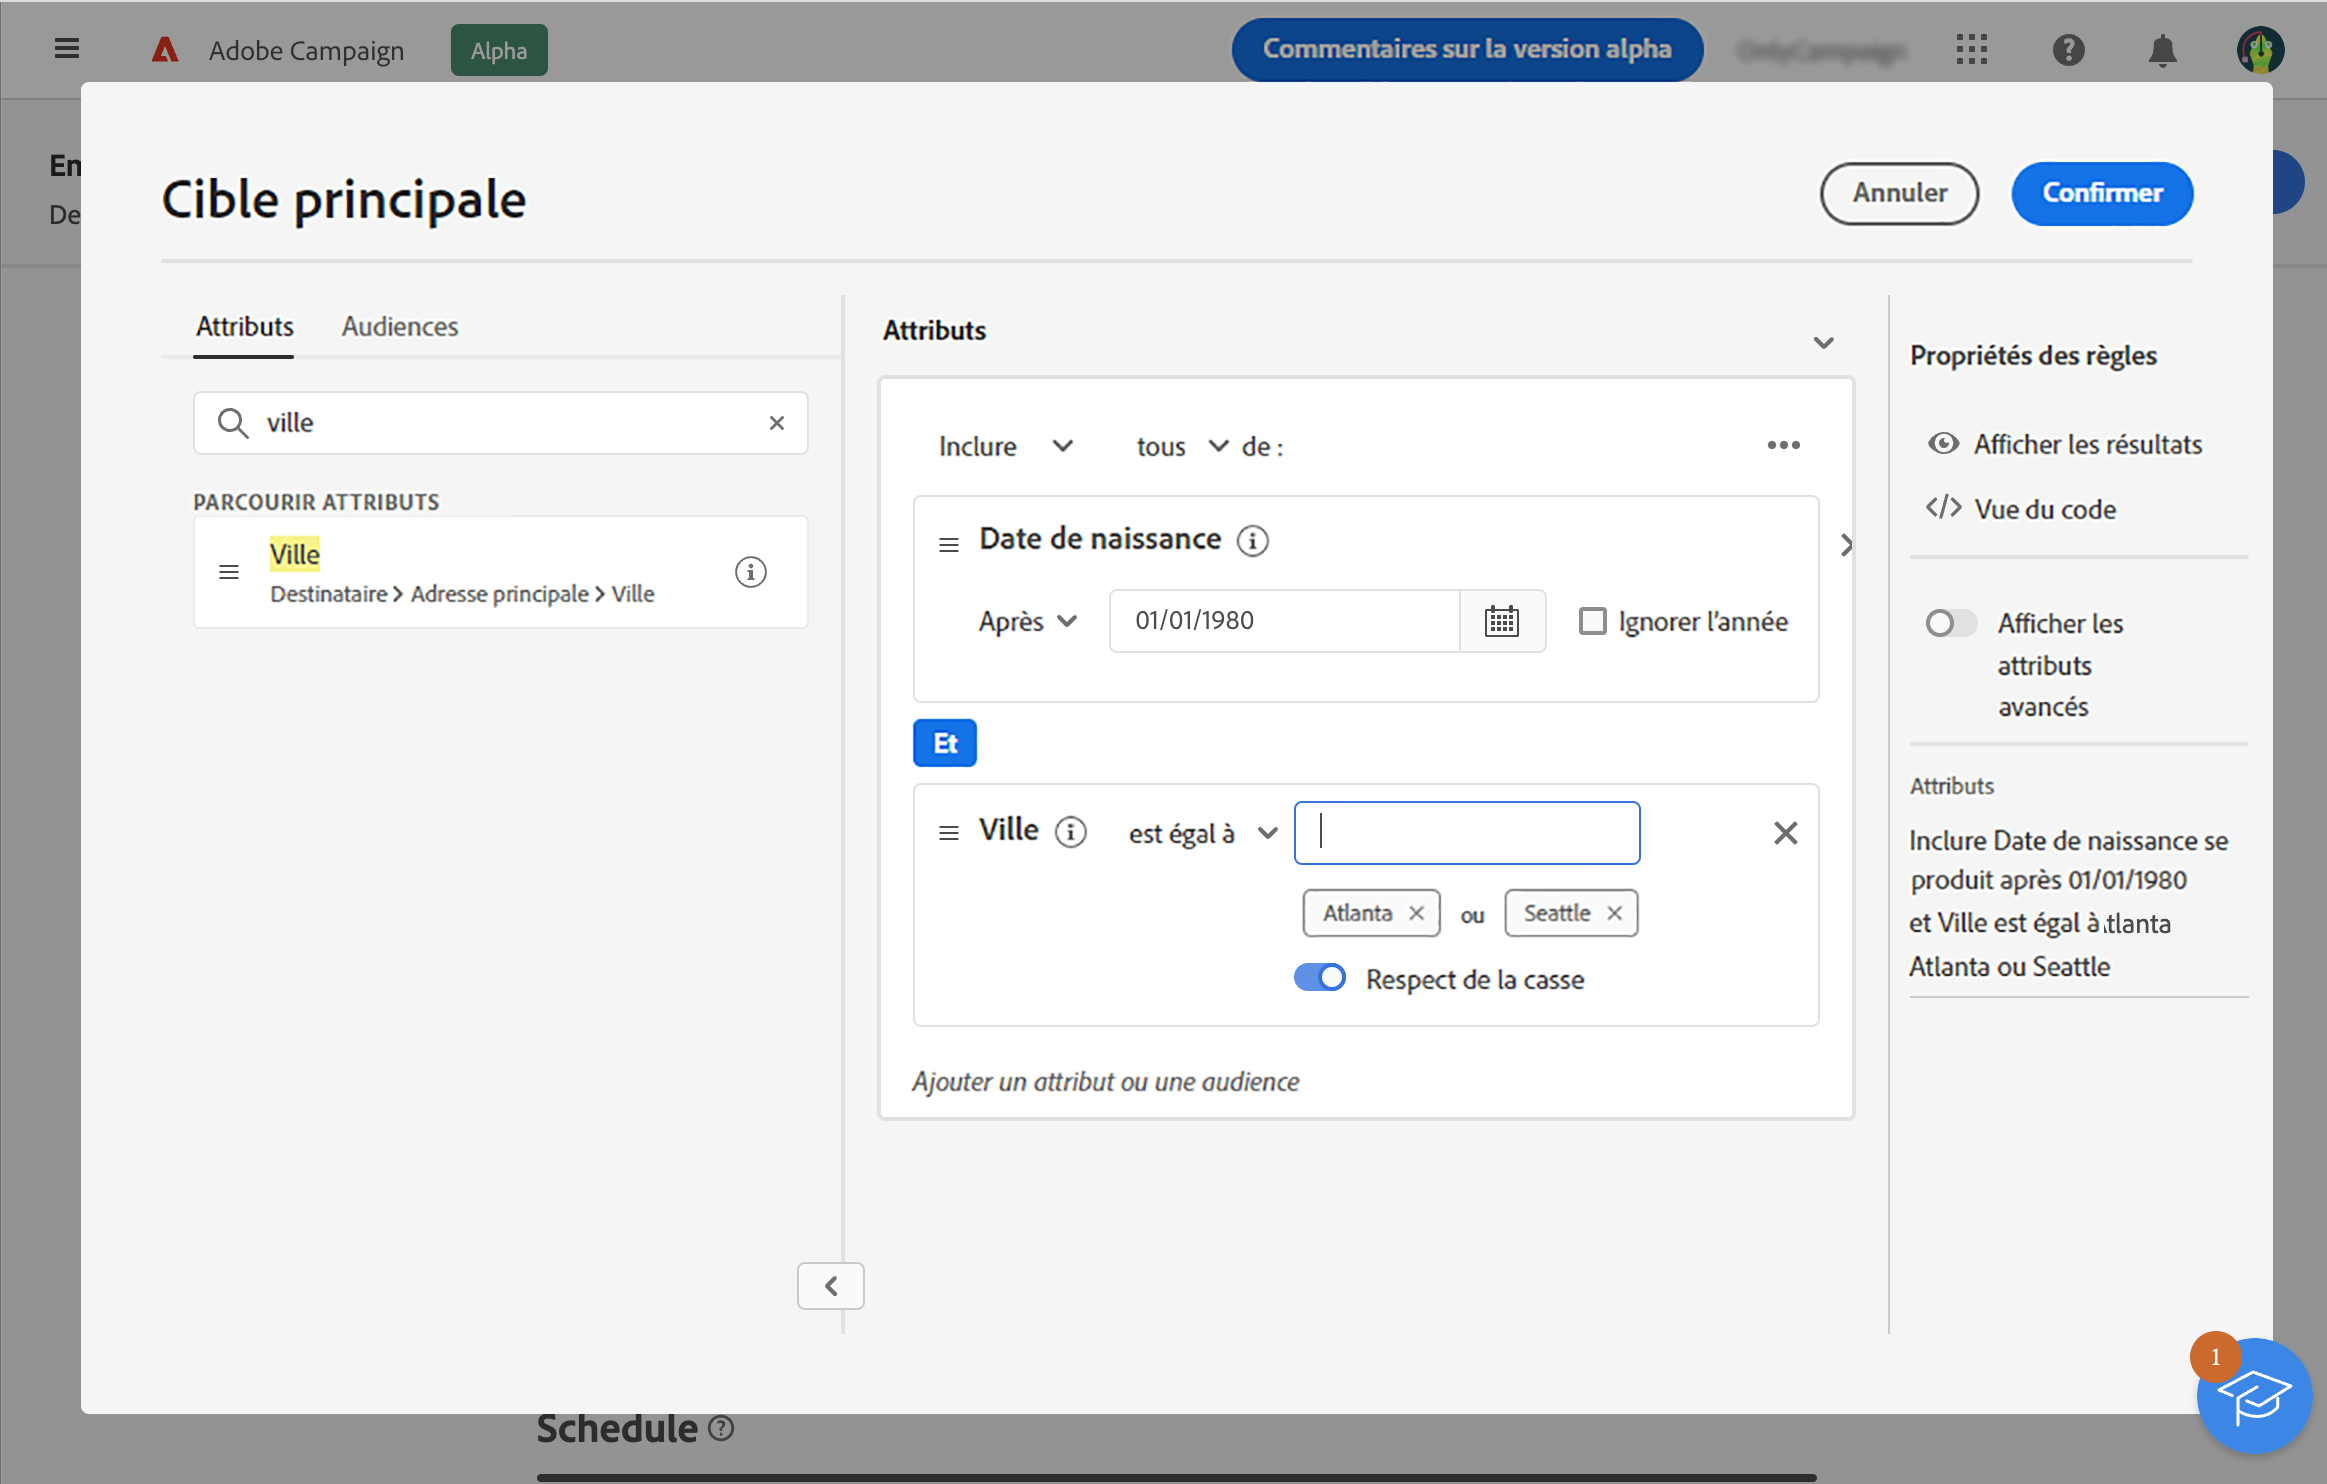 Adobe Campaign
Alpha
Commentaires sur la version alpha
En
De
Cible principale
Annuler
Confirmer
Attributs
Audiences
ville
PARCOURIR ATTRIBUTS
Ville
Destinataire > Adresse principale > Ville
Attributs
Inclure tous de :
Date de naissance
Après 01/01/1980 Ignorer l'année
Et
Ville est égal à
Atlanta ou Seattle
Respect de la casse
Ajouter un attribut ou une audience
Propriétés des règles
Afficher les résultats
</> Vue du code
Afficher les
attributs
avancés
Attributs
Inclure Date de naissance se
produit après 01/01/1980
et Ville est égal à tlanta
Atlanta ou Seattle
1
Schedule